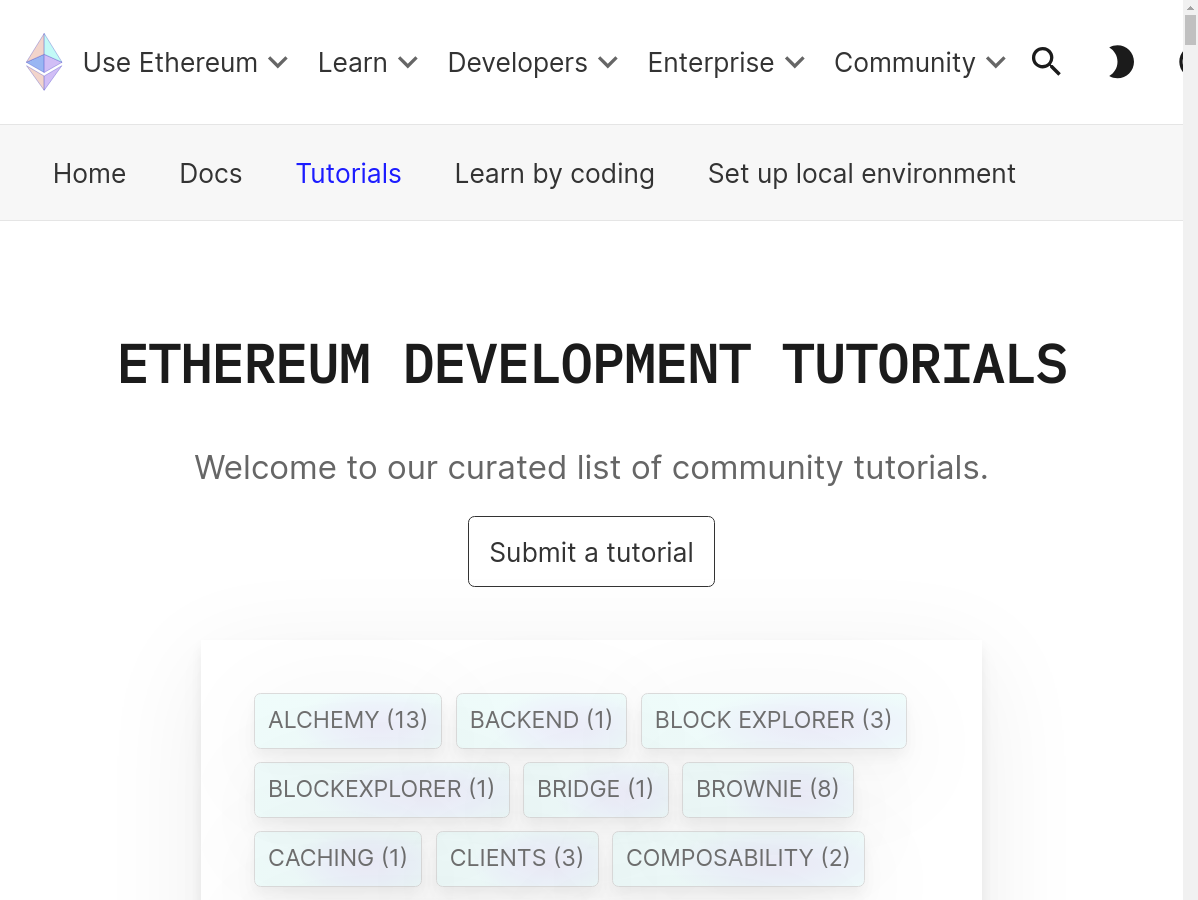 Use Ethereum Learn Developers Enterprise Community
Home Docs Tutorials Learn by coding Set up local environment
ETHEREUM DEVELOPMENT TUTORIALS
Welcome to our curated list of community tutorials.
Submit a tutorial
ALCHEMY (13) BACKEND (1) BLOCK EXPLORER (3)
BLOCKEXPLORER (1) BRIDGE (1) BROWNIE (8)
CACHING (1) CLIENTS (3) COMPOSABILITY (2)